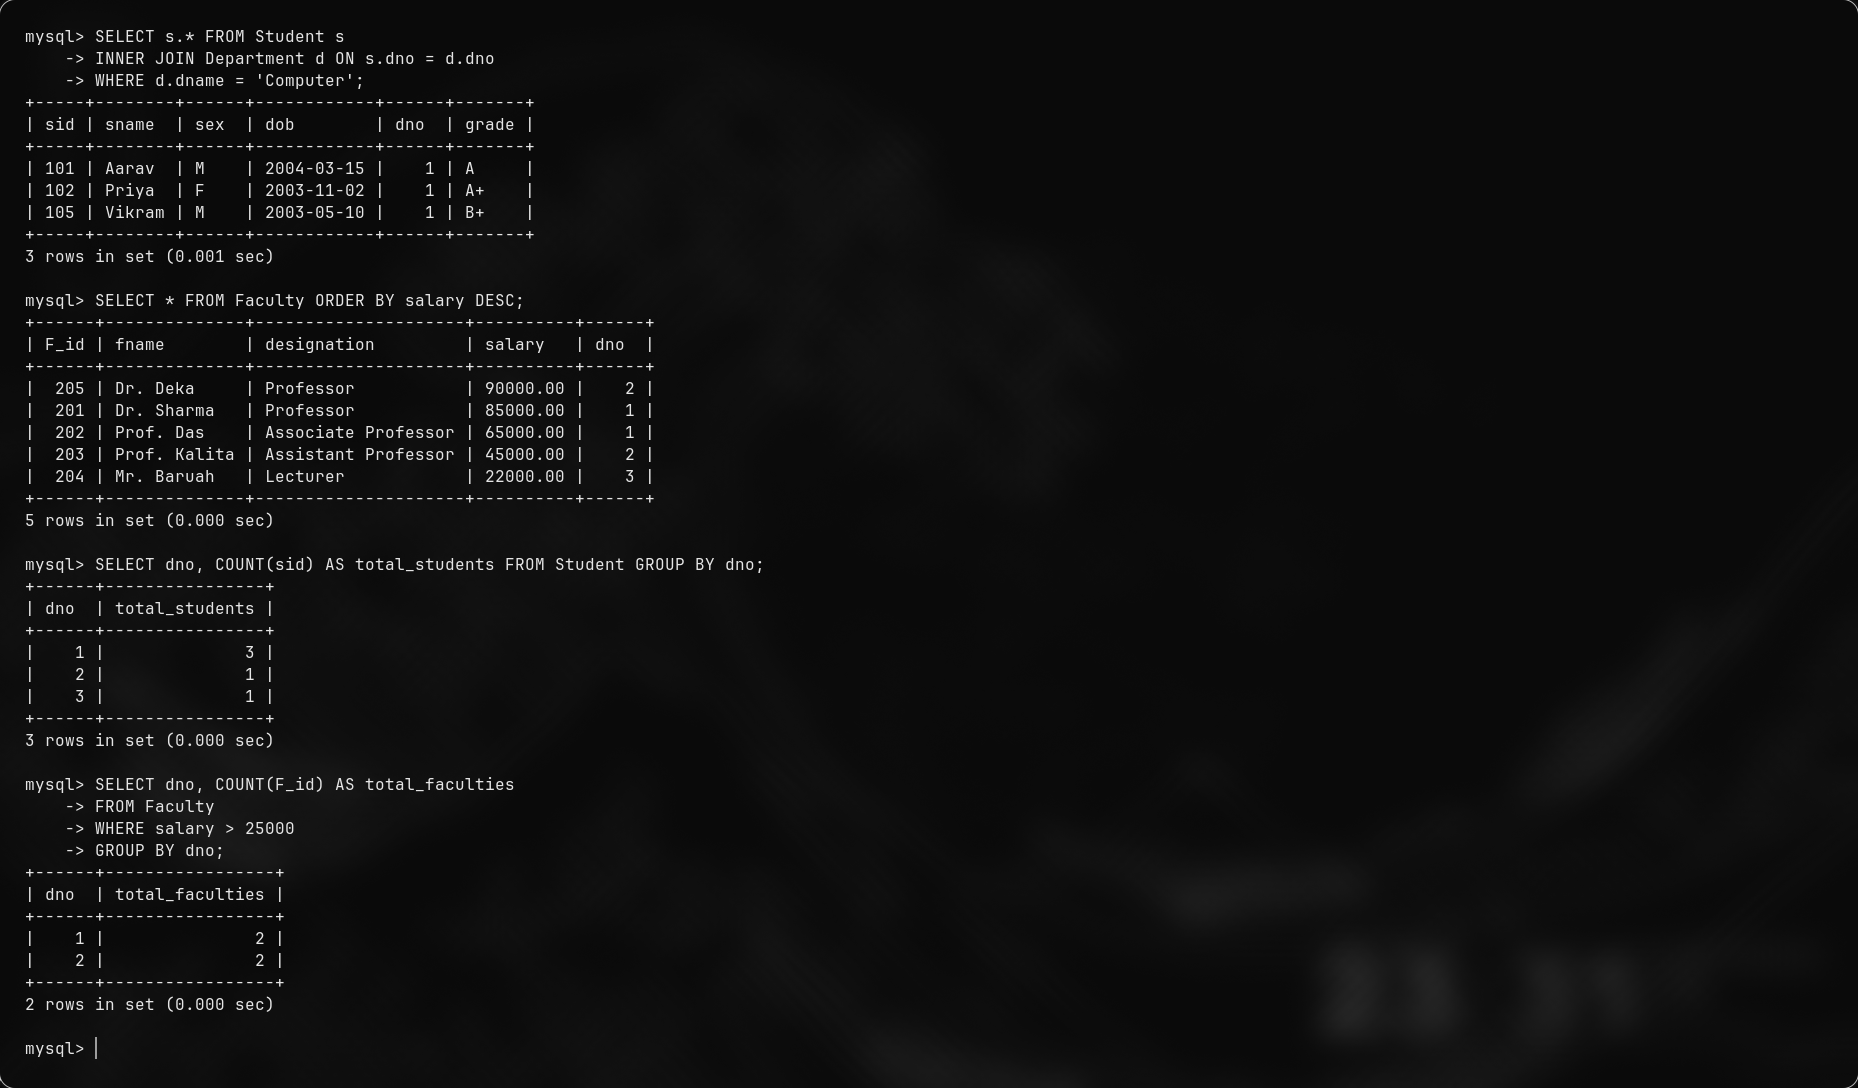 mysql> SELECT s.* FROM Student s
    -> INNER JOIN Department d ON s.dno = d.dno
    -> WHERE d.dname = 'Computer';
+-----+--------+------+------------+------+-------+
| sid | sname  | sex  | dob        | dno  | grade |
+-----+--------+------+------------+------+-------+
| 101 | Aarav  | M    | 2004-03-15 |    1 | A     |
| 102 | Priya  | F    | 2003-11-02 |    1 | A+    |
| 105 | Vikram | M    | 2003-05-10 |    1 | B+    |
+-----+--------+------+------------+------+-------+
3 rows in set (0.001 sec)

mysql> SELECT * FROM Faculty ORDER BY salary DESC;
+------+--------------+---------------------+----------+------+
| F_id | fname        | designation         | salary   | dno  |
+------+--------------+---------------------+----------+------+
|  205 | Dr. Deka     | Professor           | 90000.00 |    2 |
|  201 | Dr. Sharma   | Professor           | 85000.00 |    1 |
|  202 | Prof. Das    | Associate Professor | 65000.00 |    1 |
|  203 | Prof. Kalita | Assistant Professor | 45000.00 |    2 |
|  204 | Mr. Baruah   | Lecturer            | 22000.00 |    3 |
+------+--------------+---------------------+----------+------+
5 rows in set (0.000 sec)

mysql> SELECT dno, COUNT(sid) AS total_students FROM Student GROUP BY dno;
+------+----------------+
| dno  | total_students |
+------+----------------+
|    1 |              3 |
|    2 |              1 |
|    3 |              1 |
+------+----------------+
3 rows in set (0.000 sec)

mysql> SELECT dno, COUNT(F_id) AS total_faculties
    -> FROM Faculty
    -> WHERE salary > 25000
    -> GROUP BY dno;
+------+-----------------+
| dno  | total_faculties |
+------+-----------------+
|    1 |               2 |
|    2 |               2 |
+------+-----------------+
2 rows in set (0.000 sec)

mysql>